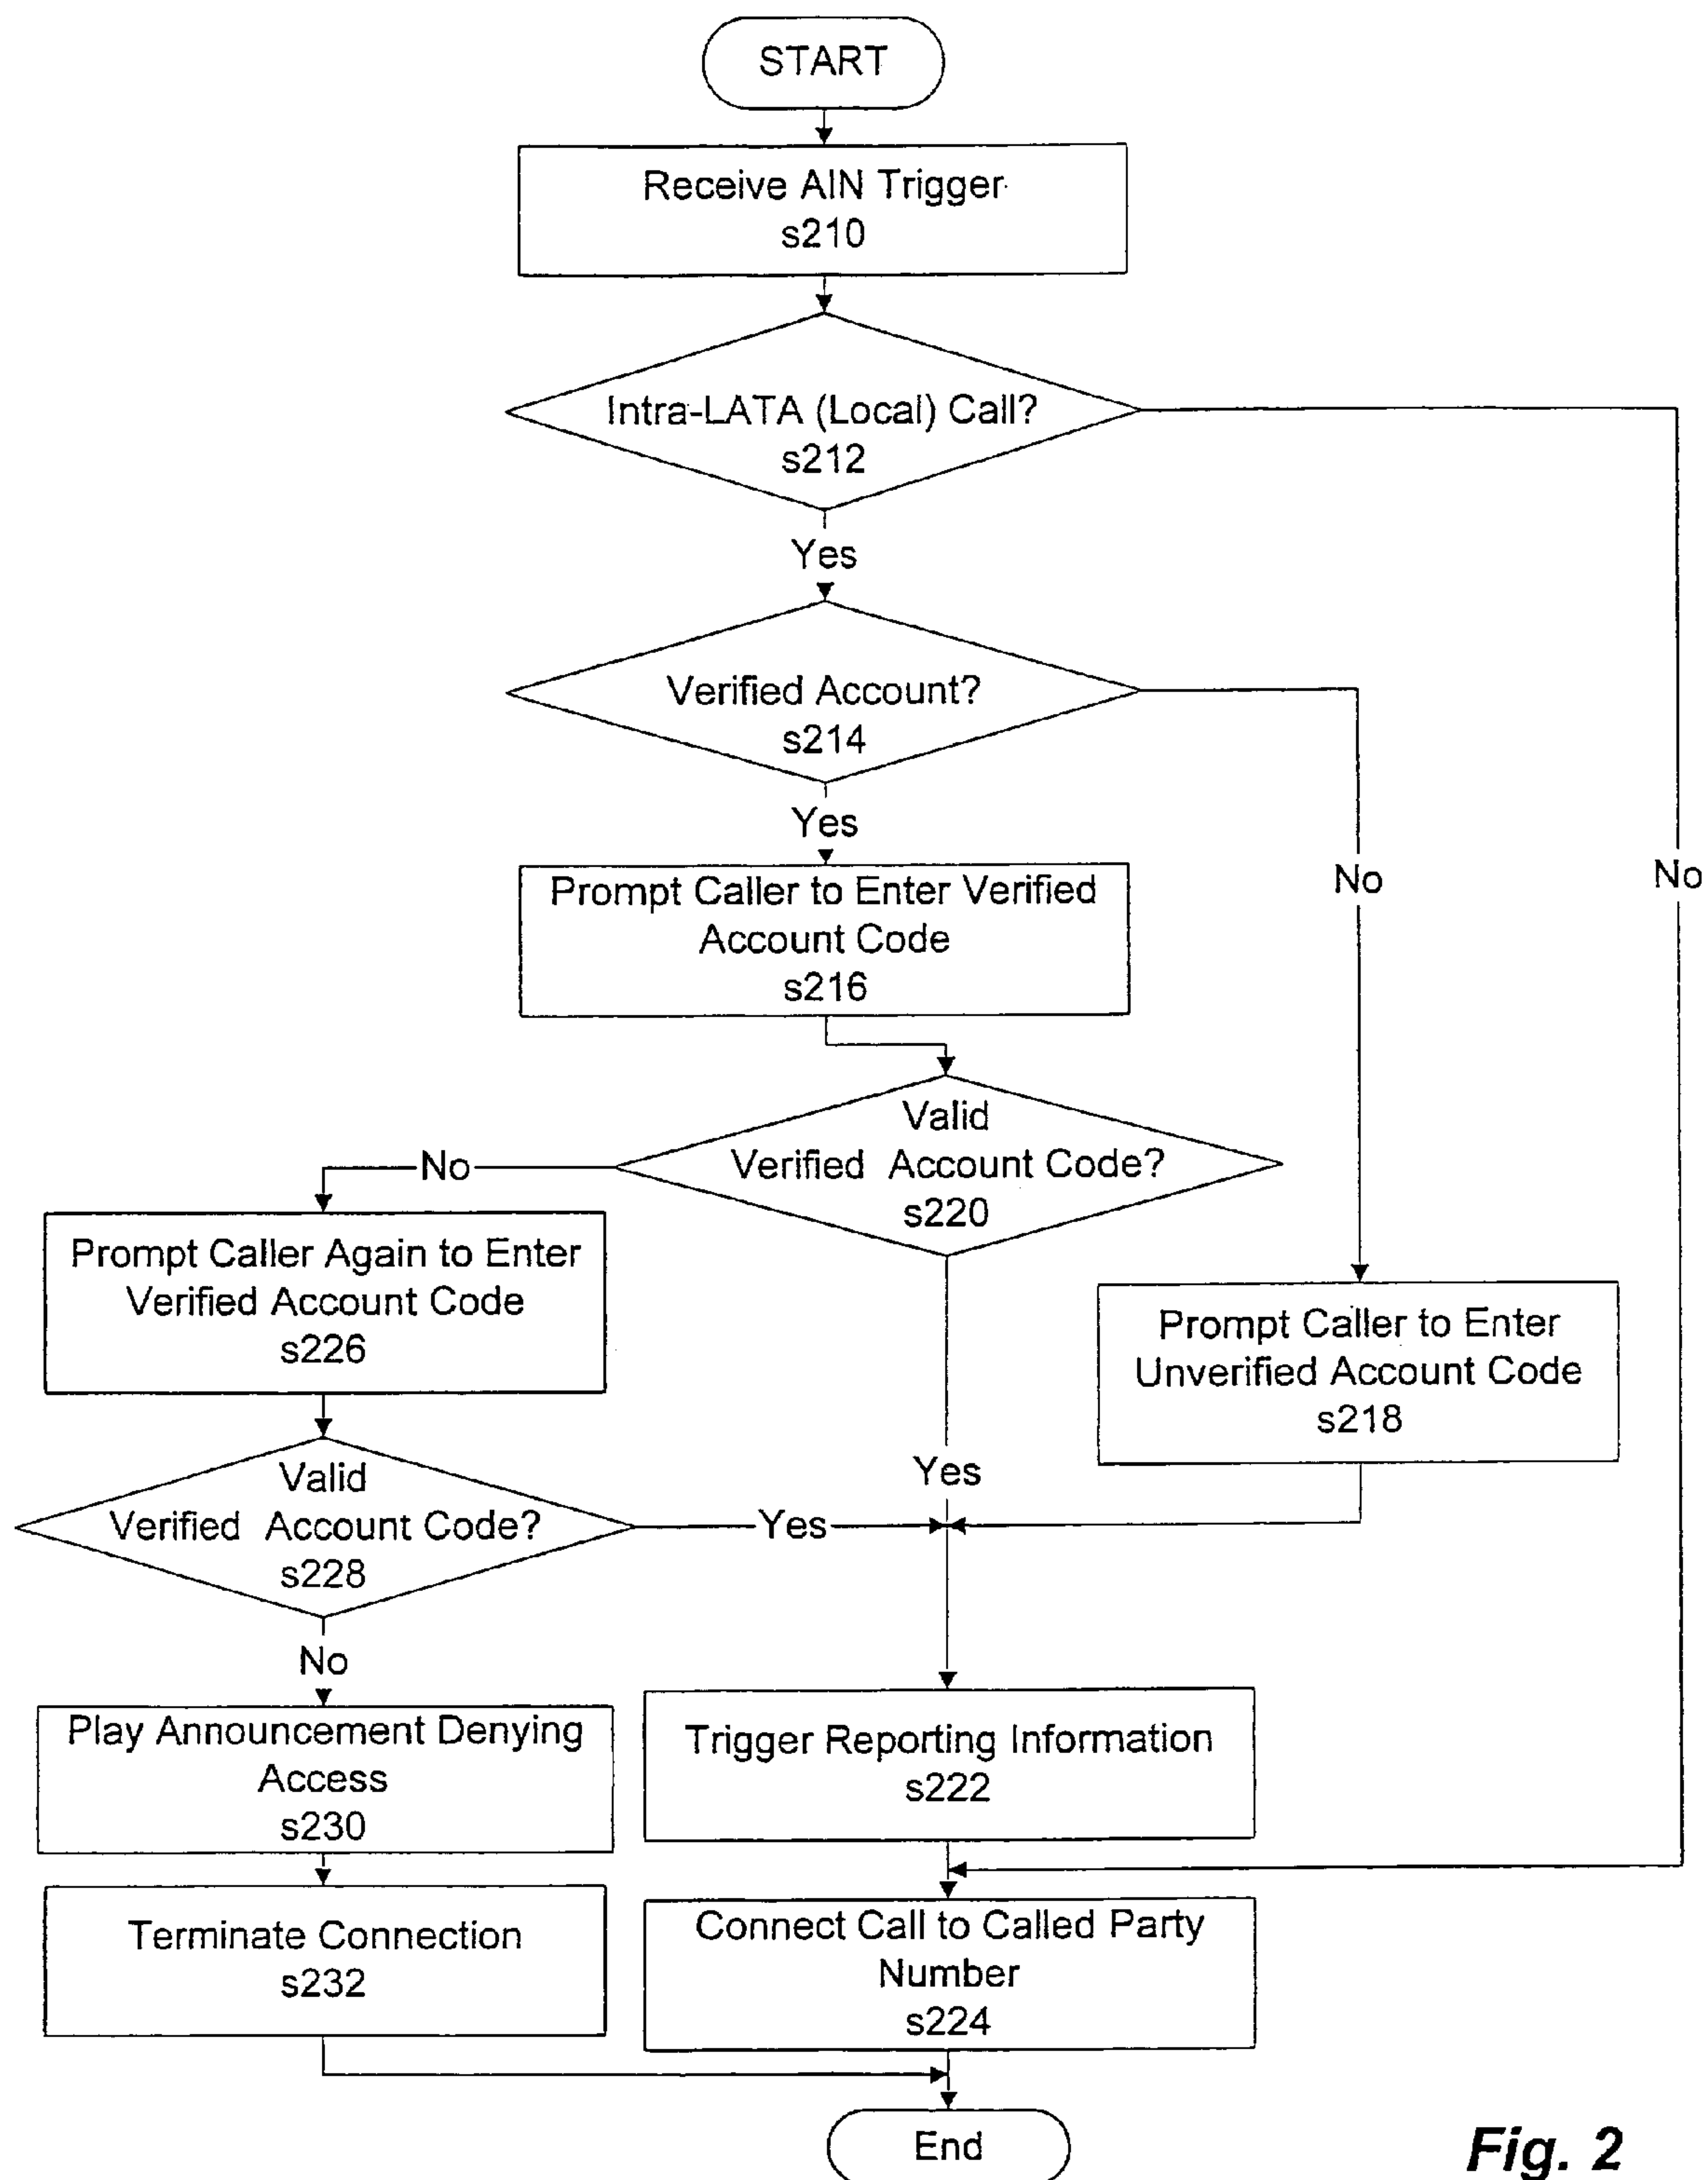 START
Receive AIN Trigger
s210
Intra-LATA (Local) Call?
s212
Yes
No
Verified Account?
s214
Yes
No
Prompt Caller to Enter Verified
Account Code
s216
Valid
Verified Account Code?
s220
No
Yes
Prompt Caller Again to Enter
Verified Account Code
s226
Prompt Caller to Enter
Unverified Account Code
s218
Valid
Verified Account Code?
s228
Yes
No
Play Announcement Denying
Access
s230
Trigger Reporting Information
s222
Terminate Connection
s232
Connect Call to Called Party
Number
s224
End
Fig. 2